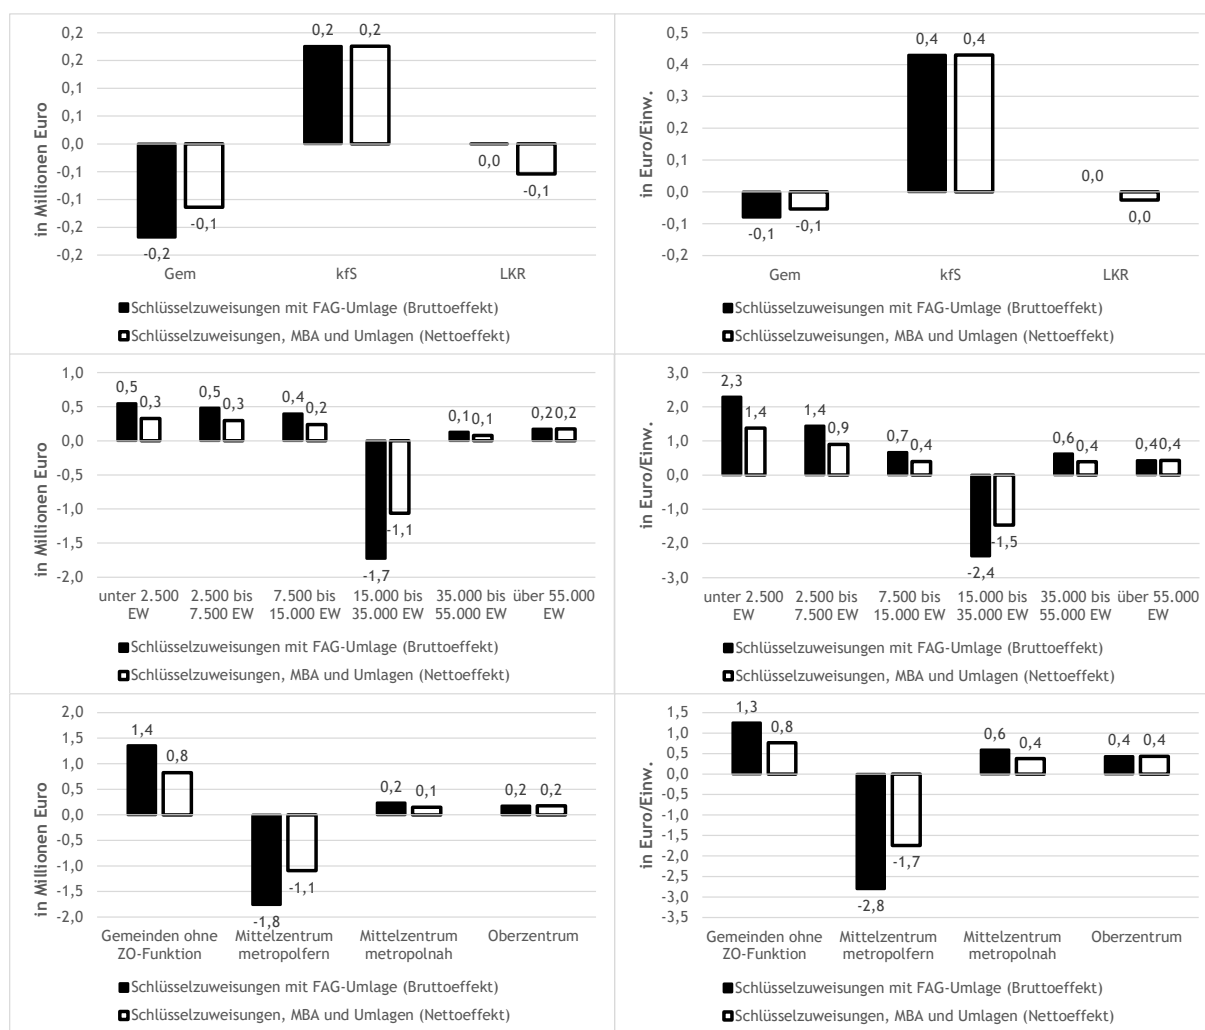 in Millionen Euro
0,2
0,2
0,1
0,1
0,0
-0,1
-0,1
-0,2
-0,2
0,2
0,2
0,0
-0,1
-0,1
-0,2
Gem
kfS
LKR
Schlüsselzuweisungen mit FAG-Umlage (Bruttoeffekt)
Schlüsselzuweisungen, MBA und Umlagen (Nettoeffekt)
in Euro/Einw.
0,5
0,4
0,3
0,2
0,1
0,0
-0,1
-0,2
0,4
0,4
0,0
0,0
-0,1
-0,1
Gem
kfS
LKR
Schlüsselzuweisungen mit FAG-Umlage (Bruttoeffekt)
Schlüsselzuweisungen, MBA und Umlagen (Nettoeffekt)
in Millionen Euro
1,0
0,5
0,0
-0,5
-1,0
-1,5
-2,0
0,5
0,3
0,5
0,3
0,4
0,2
-1,7
-1,1
0,1
0,1
0,2
0,2
unter 2.500
EW
2.500 bis
7.500 EW
7.500 bis
15.000 EW
15.000 bis
35.000 EW
35.000 bis
55.000 EW
über 55.000
EW
Schlüsselzuweisungen mit FAG-Umlage (Bruttoeffekt)
Schlüsselzuweisungen, MBA und Umlagen (Nettoeffekt)
in Euro/Einw.
3,0
2,0
1,0
0,0
-1,0
-2,0
-3,0
2,3
1,4
1,4
0,9
0,7
0,4
-2,4
-1,5
0,6
0,4
0,4
0,4
unter 2.500
EW
2.500 bis
7.500 EW
7.500 bis
15.000 EW
15.000 bis
35.000 EW
35.000 bis
55.000 EW
über 55.000
EW
Schlüsselzuweisungen mit FAG-Umlage (Bruttoeffekt)
Schlüsselzuweisungen, MBA und Umlagen (Nettoeffekt)
in Millionen Euro
2,0
1,5
1,0
0,5
0,0
-0,5
-1,0
-1,5
-2,0
1,4
0,8
-1,8
-1,1
0,2
0,1
0,2
0,2
Gemeinden ohne
ZO-Funktion
Mittelzentrum
metropolfern
Mittelzentrum
metropolnah
Oberzentrum
Schlüsselzuweisungen mit FAG-Umlage (Bruttoeffekt)
Schlüsselzuweisungen, MBA und Umlagen (Nettoeffekt)
in Euro/Einw.
1,5
1,0
0,5
0,0
-0,5
-1,0
-1,5
-2,0
-2,5
-3,0
-3,5
1,3
0,8
-2,8
-1,7
0,6
0,4
0,4
0,4
Gemeinden ohne
ZO-Funktion
Mittelzentrum
metropolfern
Mittelzentrum
metropolnah
Oberzentrum
Schlüsselzuweisungen mit FAG-Umlage (Bruttoeffekt)
Schlüsselzuweisungen, MBA und Umlagen (Nettoeffekt)